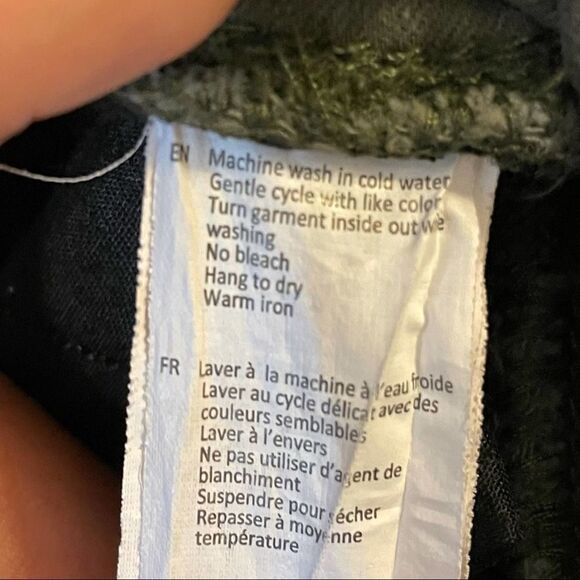 EN Machine wash in cold water
Gentle cycle with like color
Turn garment inside out
washing
No bleach
Hang to dry
Warm iron
FR Laver à la machine à l'eau froide
Laver au cycle délicat avec des
couleurs semblables
Laver à l'envers
Ne pas utiliser d'agent de
blanchiment
Suspendre pour sécher
Repasser à moyenne
température